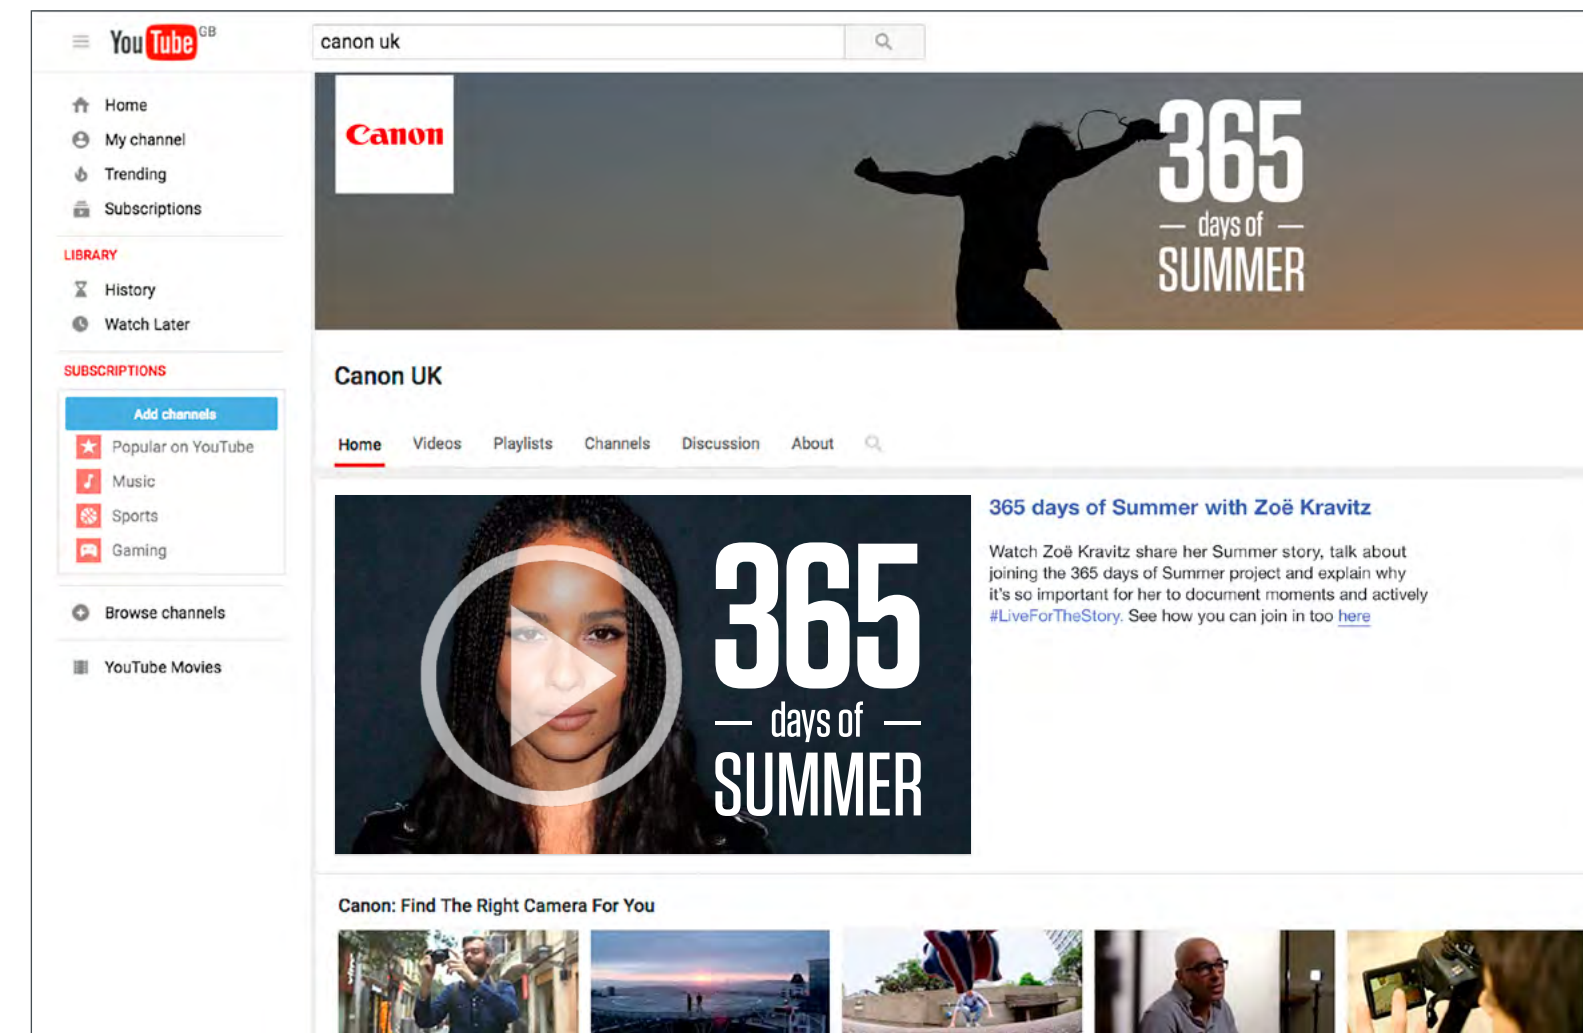 YouTube GB
canon uk
Home
My channel
Trending
Subscriptions
LIBRARY
History
Watch Later
SUBSCRIPTIONS
Add channels
Popular on YouTube
Music
Sports
Gaming
Browse channels
YouTube Movies
Canon
365
days of
SUMMER
Canon UK
Home Videos Playlists Channels Discussion About
365
days of
SUMMER
365 days of Summer with Zoë Kravitz
Watch Zoë Kravitz share her Summer story, talk about
joining the 365 days of Summer project and explain why
it's so important for her to document moments and actively
#LiveForTheStory. See how you can join in too here
Canon: Find The Right Camera For You